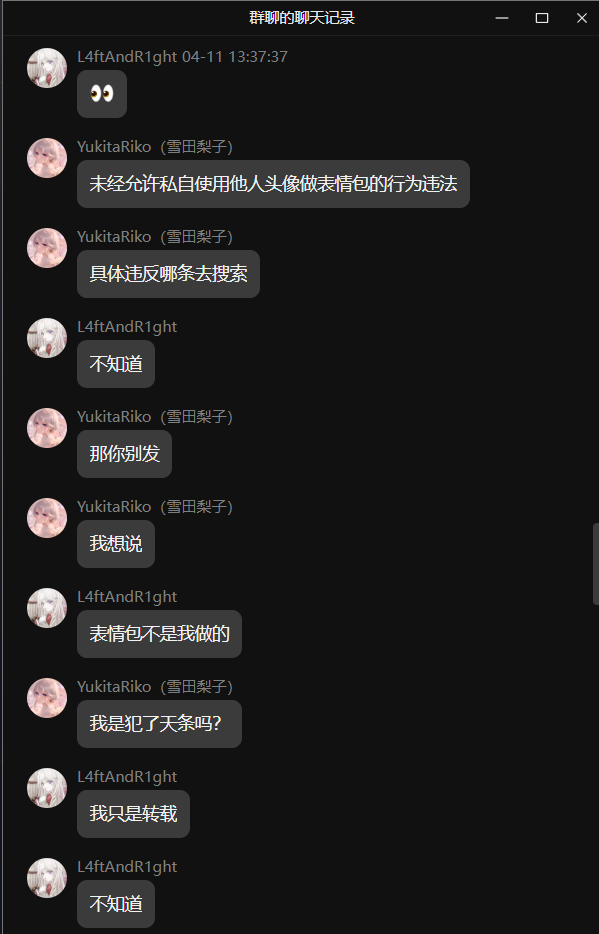 群聊的聊天记录
L4ftAndR1ght 04-11 13:37:37
👀
YukitaRiko（雪田梨子）
未经允许私自使用他人头像做表情包的行为违法
YukitaRiko（雪田梨子）
具体违反哪条去搜索
L4ftAndR1ght
不知道
YukitaRiko（雪田梨子）
那你别发
YukitaRiko（雪田梨子）
我想说
L4ftAndR1ght
表情包不是我做的
YukitaRiko（雪田梨子）
我是犯了天条吗？
L4ftAndR1ght
我只是转载
L4ftAndR1ght
不知道